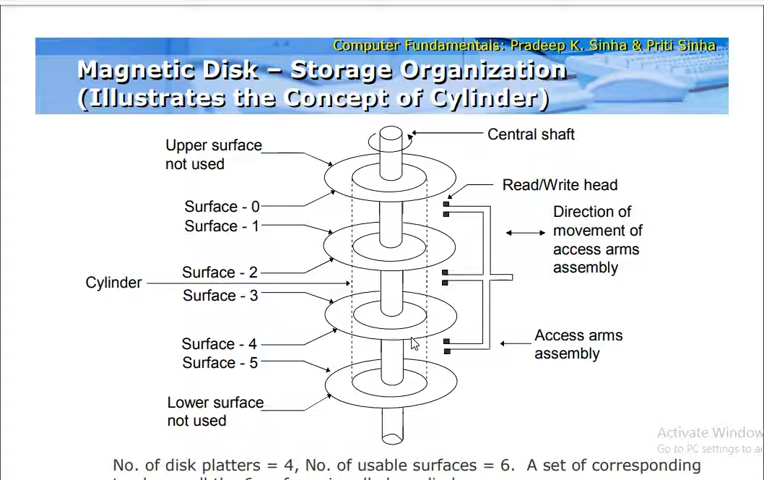 Computer Fundamentals: Pradeep K. Sinha & Priti Sinha
Magnetic Disk – Storage Organization
(Illustrates the Concept of Cylinder)
Central shaft
Upper surface
not used
Read/Write head
Surface - 0
Surface - 1
Direction of
movement of
access arms
assembly
Surface - 2
Cylinder
Surface - 3
Surface - 4
Surface - 5
Access arms
assembly
Lower surface
not used
Activate Window
Go to PC settings to a
No. of disk platters = 4, No. of usable surfaces = 6. A set of corresponding